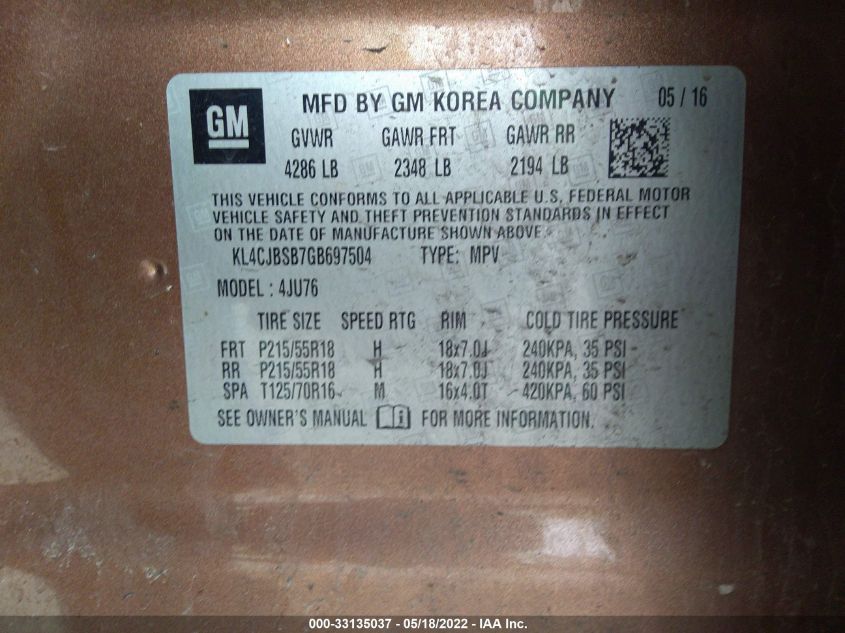 GM
MFD BY GM KOREA COMPANY 05 / 16
GVWR GAWR FRT GAWR RR
4286 LB 2348 LB 2194 LB
THIS VEHICLE CONFORMS TO ALL APPLICABLE U.S. FEDERAL MOTOR
VEHICLE SAFETY AND THEFT PREVENTION STANDARDS IN EFFECT
ON THE DATE OF MANUFACTURE SHOWN ABOVE
KL4CJBSB7GB697504 TYPE: MPV
MODEL : 4JU76
TIRE SIZE SPEED RTG RIM COLD TIRE PRESSURE
FRT P215/55R18 H 18x7.0J 240KPA, 35 PSI
RR P215/55R18 H 18x7.0J 240KPA, 35 PSI
SPA T125/70R16 M 16x4.0T 420KPA, 60 PSI
SEE OWNER'S MANUAL FOR MORE INFORMATION.
000-33135037 - 05/18/2022 - IAA Inc.